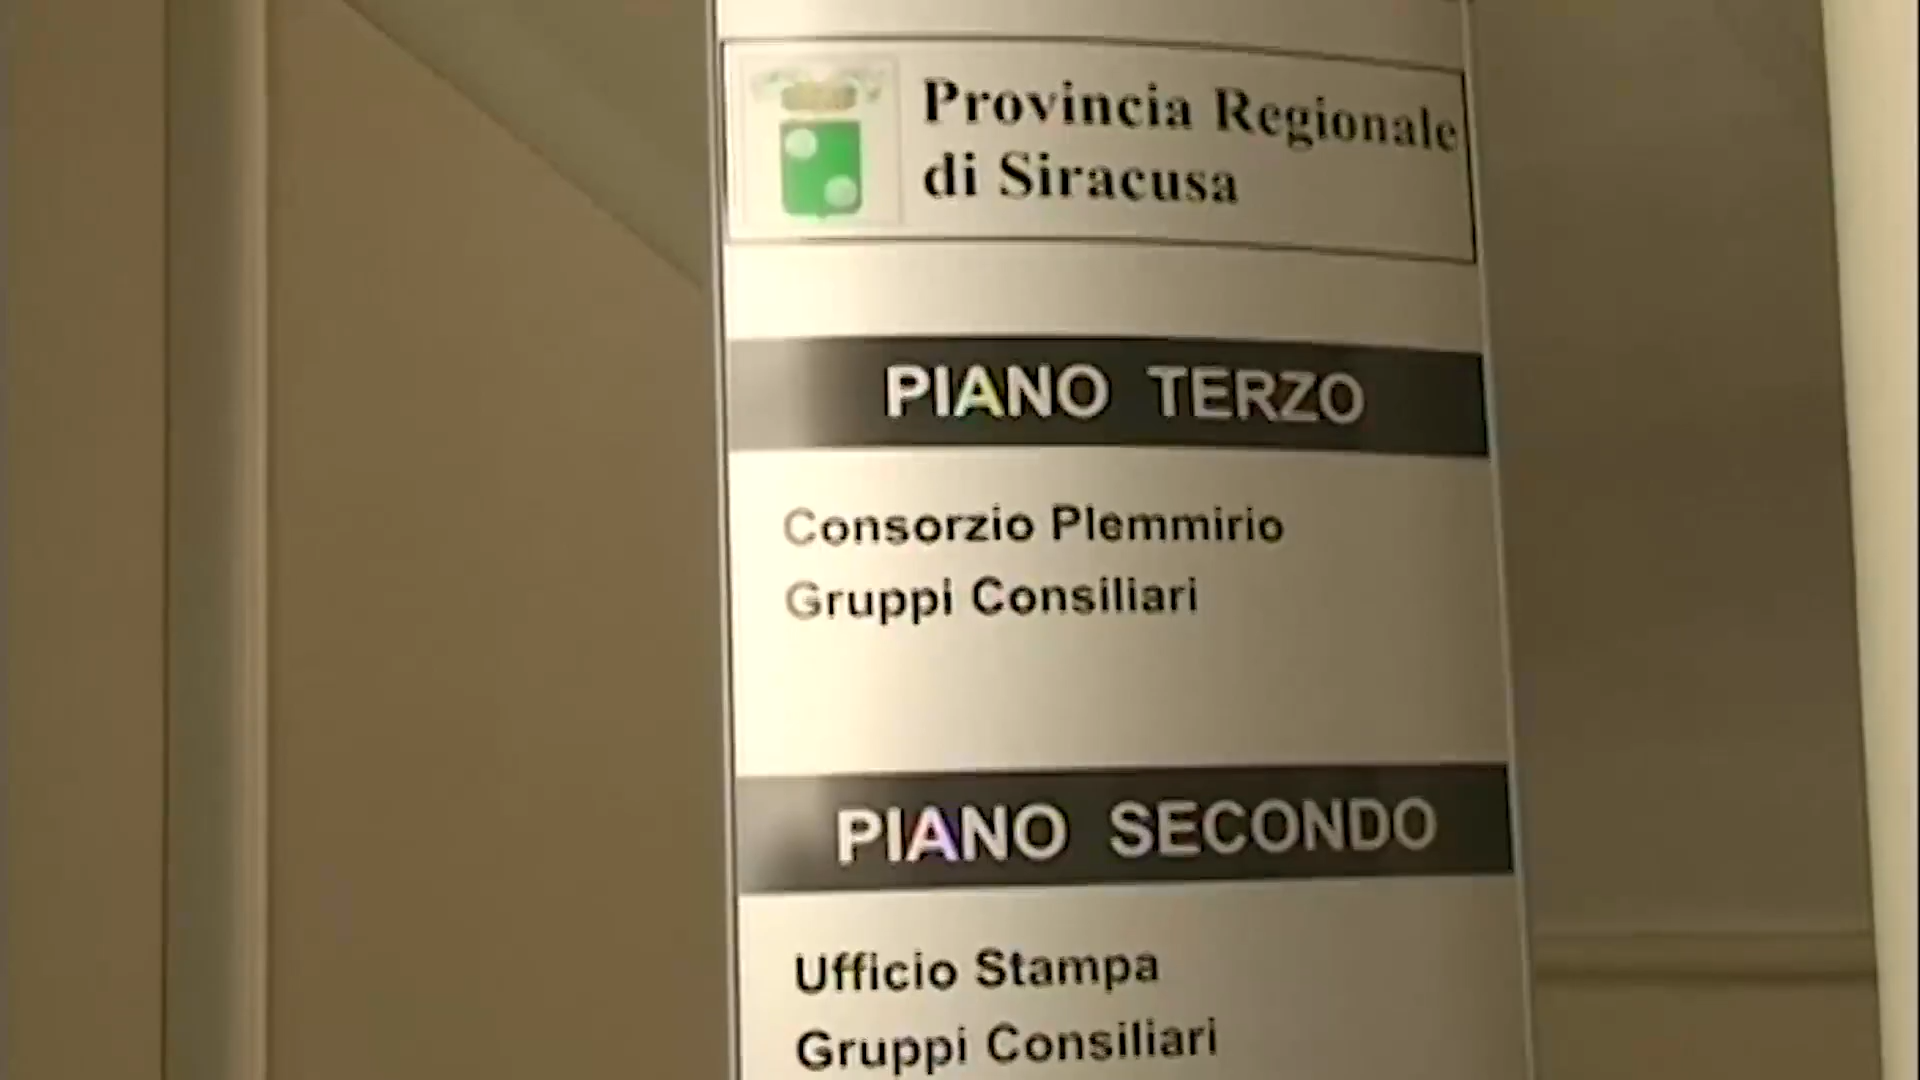 Provincia Regionale
di Siracusa
PIANO TERZO
Consorzio Plemmirio
Gruppi Consiliari
PIANO SECONDO
Ufficio Stampa
Gruppi Consiliari